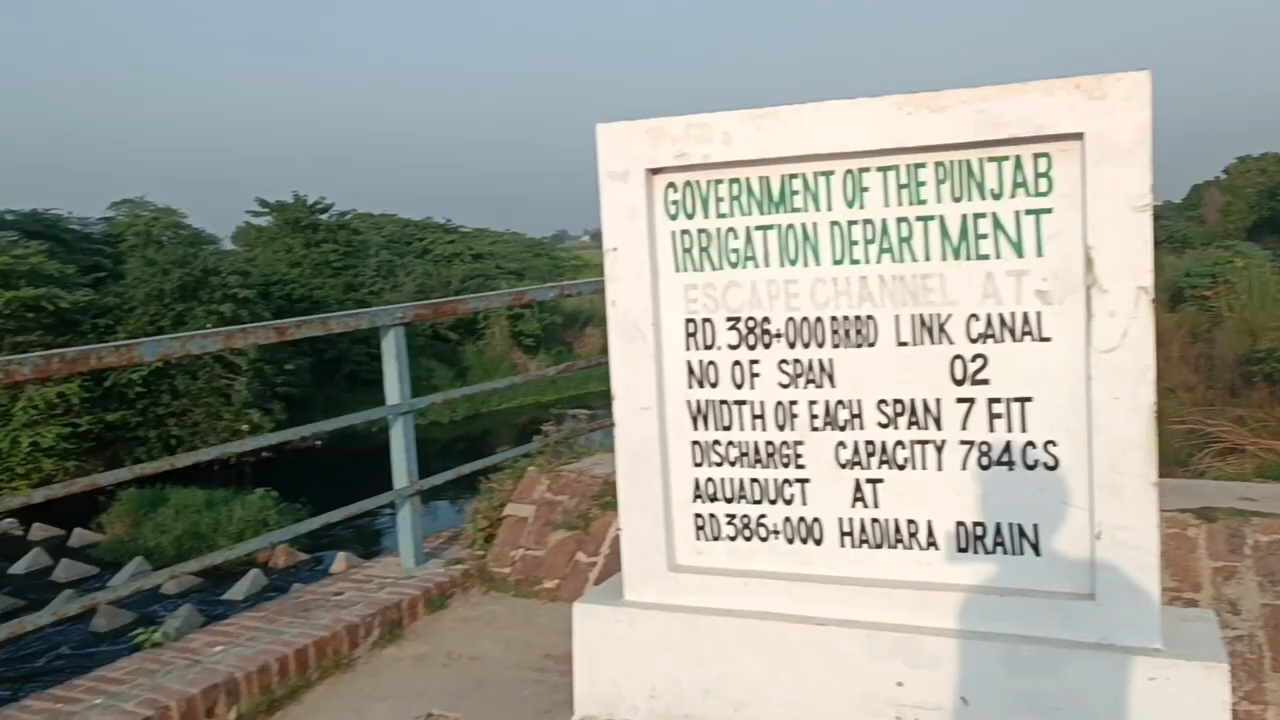 GOVERNMENT OF THE PUNJAB
IRRIGATION DEPARTMENT
ESCAPE CHANNEL AT
RD. 386+000 BRBD LINK CANAL
NO OF SPAN 02
WIDTH OF EACH SPAN 7 FIT
DISCHARGE CAPACITY 784 CS
AQUADUCT AT
RD.386+000 HADIARA DRAIN